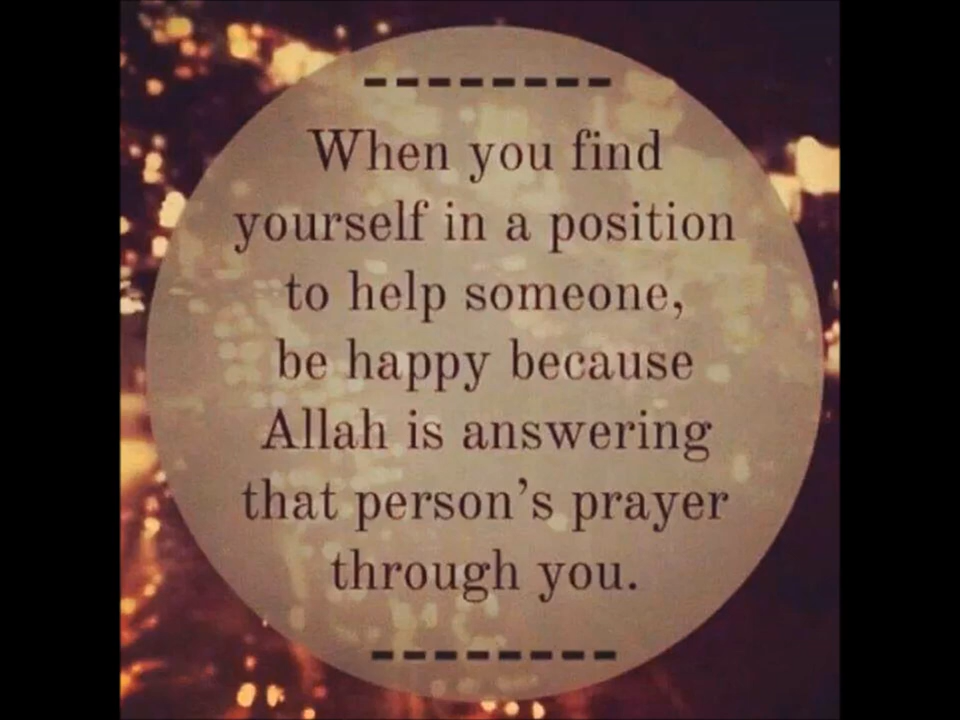 When you find
yourself in a position
to help someone,
be happy because
Allah is answering
that person’s prayer
through you.